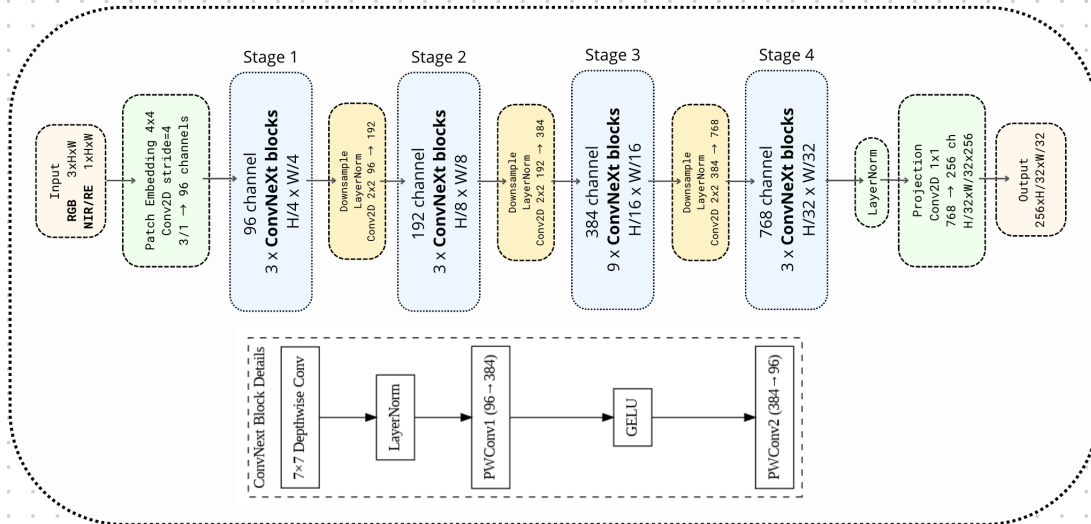 Input
RGB 3xHxW
NIR/RE 1xHxW
Patch Embedding 4x4
Conv2D stride=4
3/1 → 96 channels
Stage 1
96 channel
3 x ConvNeXt blocks
H/4 x W/4
Downsample
LayerNorm
Conv2D 2x2 96 → 192
Stage 2
192 channel
3 x ConvNeXt blocks
H/8 x W/8
Downsample
LayerNorm
Conv2D 2x2 192 → 384
Stage 3
384 channel
9 x ConvNeXt blocks
H/16 x W/16
Downsample
LayerNorm
Conv2D 2x2 384 → 768
Stage 4
768 channel
3 x ConvNeXt blocks
H/32 x W/32
LayerNorm
Projection
Conv2D 1x1
768 → 256 ch
H/32xW/32x256
Output
256xH/32xW/32
ConvNext Block Details
7×7 Depthwise Conv
LayerNorm
PWConv1 (96→384)
GELU
PWConv2 (384→96)